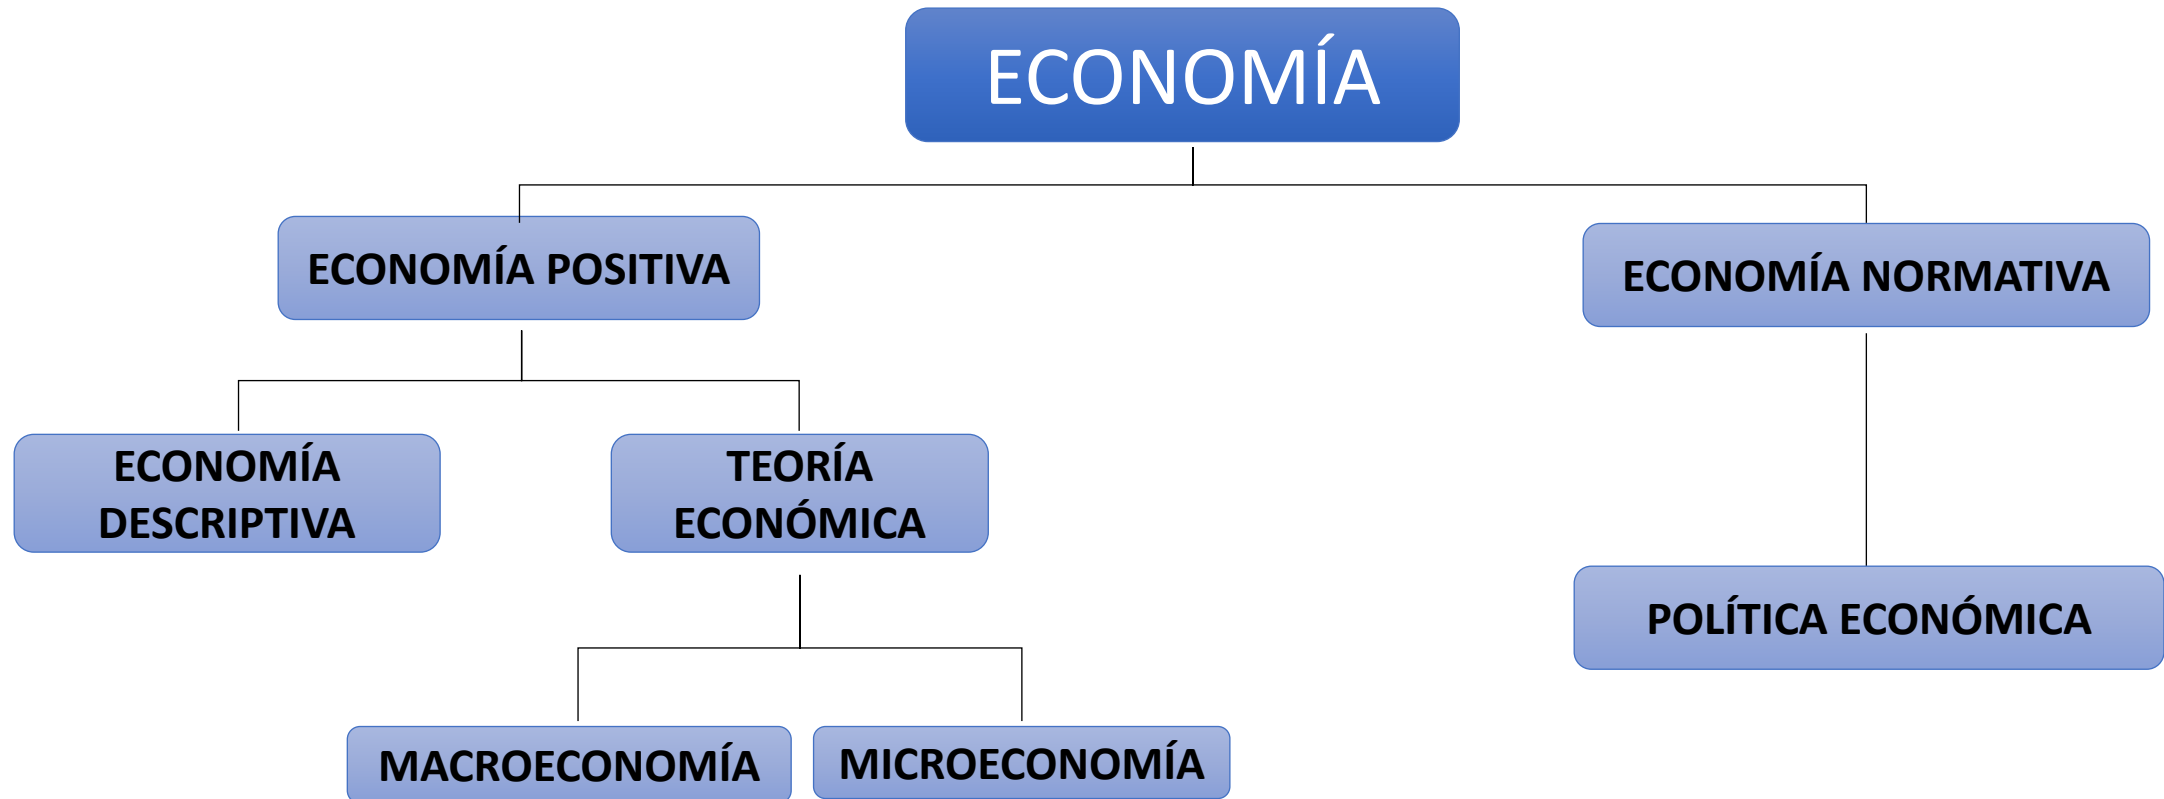 ECONOMÍA
ECONOMÍA POSITIVA
ECONOMÍA NORMATIVA
ECONOMÍA
DESCRIPTIVA
TEORÍA
ECONÓMICA
POLÍTICA ECONÓMICA
MACROECONOMÍA
MICROECONOMÍA